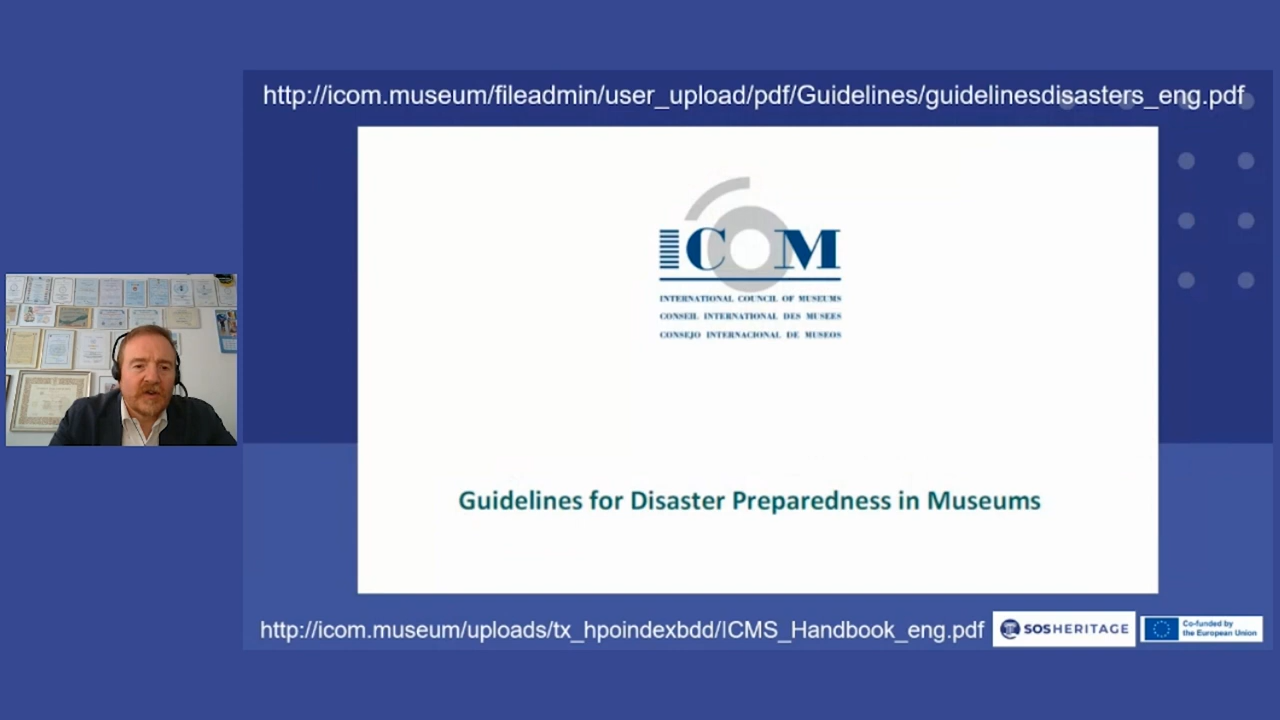 http://icom.museum/fileadmin/user_upload/pdf/Guidelines/guidelinesdisasters_eng.pdf
ICOM
INTERNATIONAL COUNCIL OF MUSEUMS
CONSEIL INTERNATIONAL DES MUSEES
CONSEJO INTERNACIONAL DE MUSEOS
Guidelines for Disaster Preparedness in Museums
http://icom.museum/uploads/tx_hpoindexbdd/ICMS_Handbook_eng.pdf
SOSHERITAGE
Co-funded by
the European Union